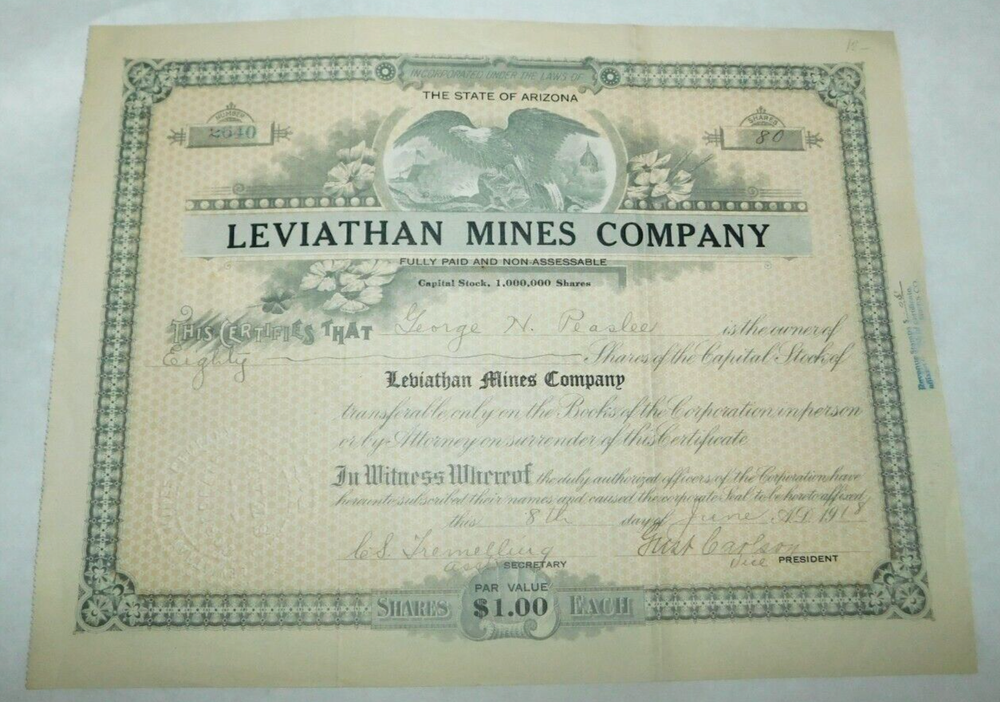 10-
INCORPORATED UNDER THE LAWS OF
THE STATE OF ARIZONA
NUMBER
2640
SHARES
80
LEVIATHAN MINES COMPANY
FULLY PAID AND NON-ASSESSABLE
Capital Stock, 1,000,000 Shares
THIS CERTIFIES THAT George N. Peaslee is the owner of
Eighty Shares of the Capital Stock of
Leviathan Mines Company
transferable only on the Books of the Corporation in person
or by Attorney on surrender of this Certificate
In Witness Whereof the duly authorized officers of the Corporation have
hereunto subscribed their names and caused the corporate Seal to be hereto affixed
this 8th day of June A.D. 1918
C.S. Tremelling Gust Carlson
Asst SECRETARY Vice PRESIDENT
PAR VALUE
SHARES $1.00 EACH